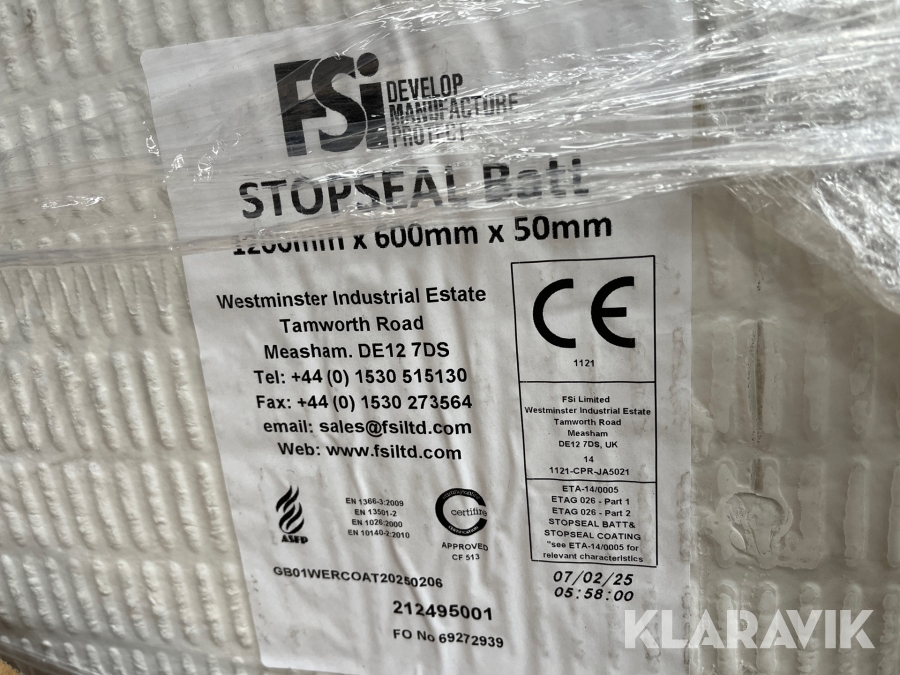 FSi
DEVELOP
MANUFACTURE
PROTECT
STOPSEAL Batt
1200mm x 600mm x 50mm
Westminster Industrial Estate
Tamworth Road
Measham. DE12 7DS
Tel: +44 (0) 1530 515130
Fax: +44 (0) 1530 273564
email: sales@fsiltd.com
Web: www.fsiltd.com
CE
1121
FSi Limited
Westminster Industrial Estate
Tamworth Road
Measham
DE12 7DS, UK
14
1121-CPR-JA5021
ETA-14/0005
ETAG 026 - Part 1
ETAG 026 - Part 2
STOPSEAL BATT&
STOPSEAL COATING
"see ETA-14/0005 for
relevant characteristics
ASFP
EN 1366-3:2009
EN 13501-2
EN 1026:2000
EN 10140-2:2010
certifire
APPROVED
CF 513
GB01WERCOAT20250206
07/02/25
05:58:00
212495001
FO No 69272939
KLARAVIK